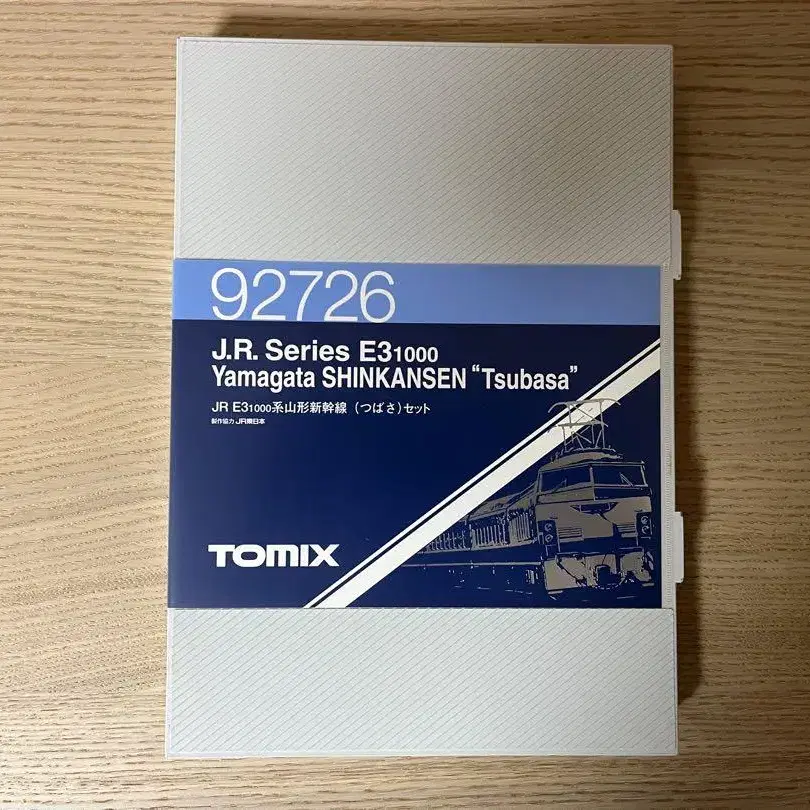 92726
J.R. Series E31000
Yamagata SHINKANSEN “Tsubasa”
JR E31000系山形新幹線（つばさ）セット
製作協力 JR東日本
TOMIX